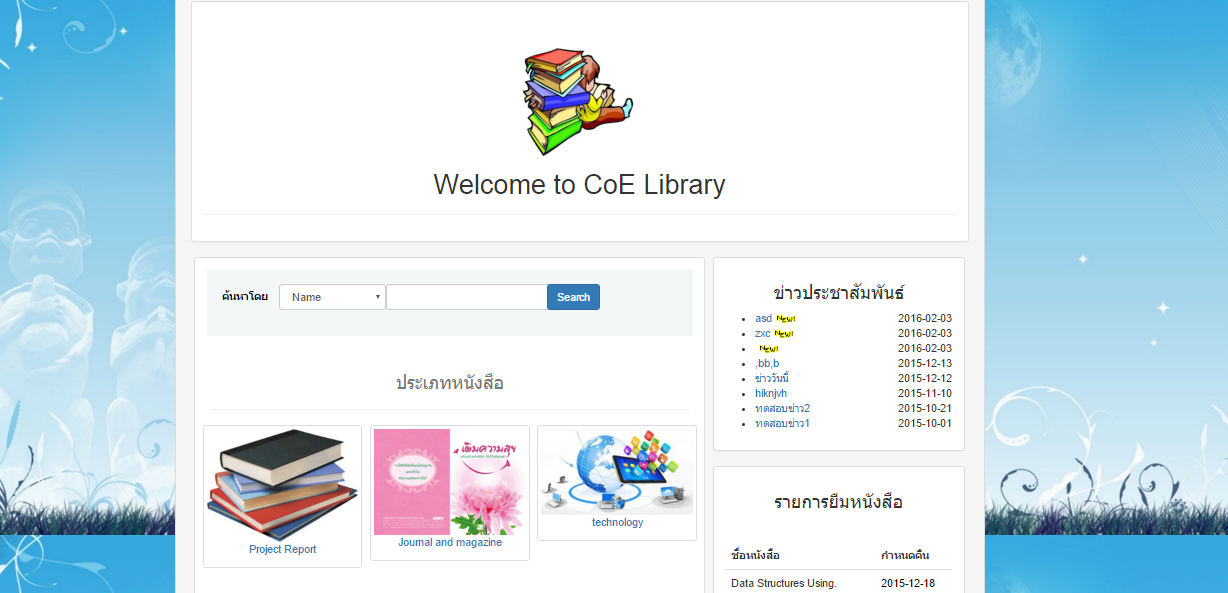 Welcome to CoE Library
ค้นหาโดย Name Search
ประเภทหนังสือ
เติมความสุข
Project Report
Journal and magazine
technology
ข่าวประชาสัมพันธ์
asd New! 2016-02-03
zxc New! 2016-02-03
New! 2016-02-03
,bb,b 2015-12-13
ข่าววันนี้ 2015-12-12
hiknjvh 2015-11-10
ทดสอบข่าว2 2015-10-21
ทดสอบข่าว1 2015-10-01
รายการยืมหนังสือ
ชื่อหนังสือ กำหนดคืน
Data Structures Using. 2015-12-18